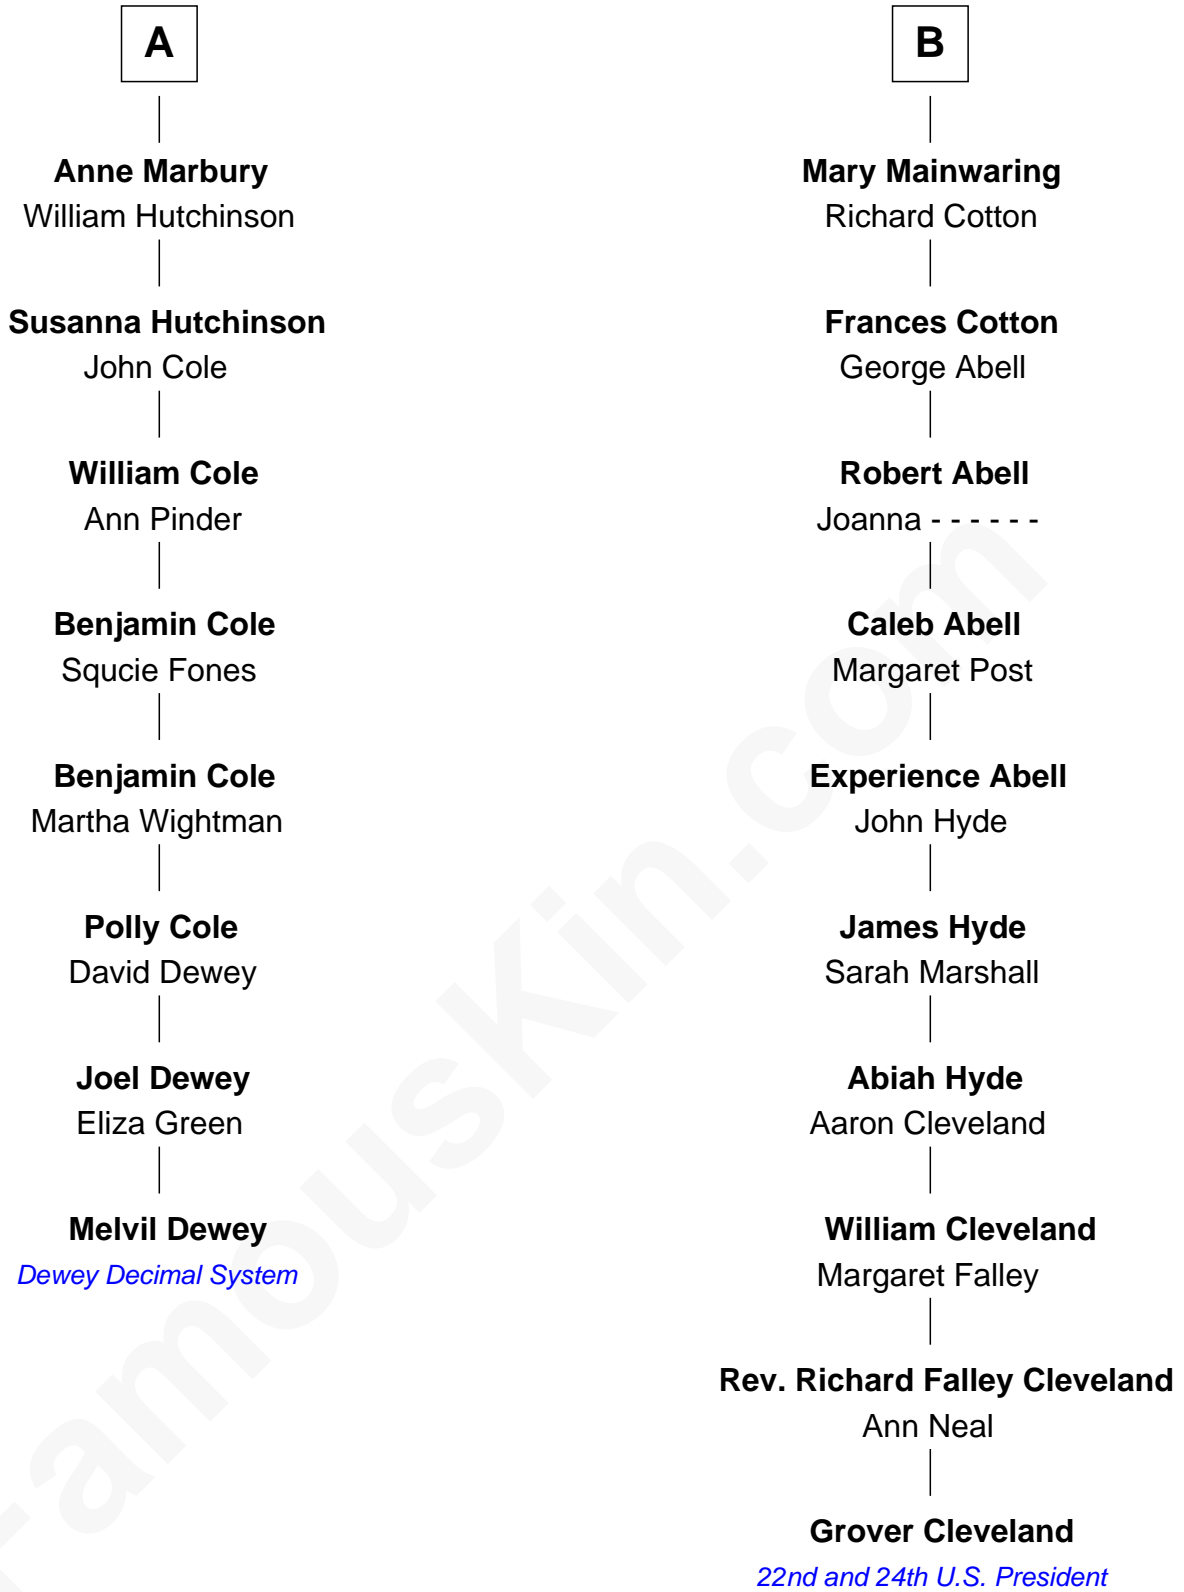 A
Anne Marbury
William Hutchinson
Susanna Hutchinson
John Cole
William Cole
Ann Pinder
Benjamin Cole
Squcie Fones
Benjamin Cole
Martha Wightman
Polly Cole
David Dewey
Joel Dewey
Eliza Green
Melvil Dewey
Dewey Decimal System
B
Mary Mainwaring
Richard Cotton
Frances Cotton
George Abell
Robert Abell
Joanna - - - - - -
Caleb Abell
Margaret Post
Experience Abell
John Hyde
James Hyde
Sarah Marshall
Abiah Hyde
Aaron Cleveland
William Cleveland
Margaret Falley
Rev. Richard Falley Cleveland
Ann Neal
Grover Cleveland
22nd and 24th U.S. President
FamousKin.com